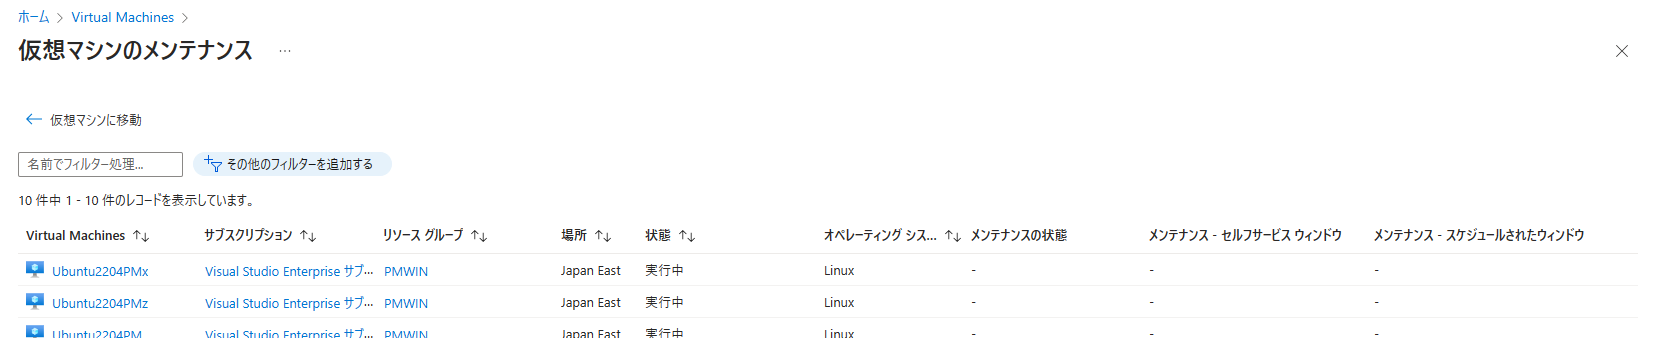 ホーム > Virtual Machines >
仮想マシンのメンテナンス ...
← 仮想マシンに移動
名前でフィルター処理... その他のフィルターを追加する
10 件中 1 - 10 件のレコードを表示しています。
Virtual Machines ↑↓ サブスクリプション ↑↓ リソース グループ ↑↓ 場所 ↑↓ 状態 ↑↓ オペレーティング シス... ↑↓ メンテナンスの状態 メンテナンス - セルフサービス ウィンドウ メンテナンス - スケジュールされたウィンドウ
Ubuntu2204PMx Visual Studio Enterprise サブ... PMWIN Japan East 実行中 Linux - - -
Ubuntu2204PMz Visual Studio Enterprise サブ... PMWIN Japan East 実行中 Linux - - -
Ubuntu2204PM Visual Studio Enterprise サブ... PMWIN Japan East 実行中 Linux - - -